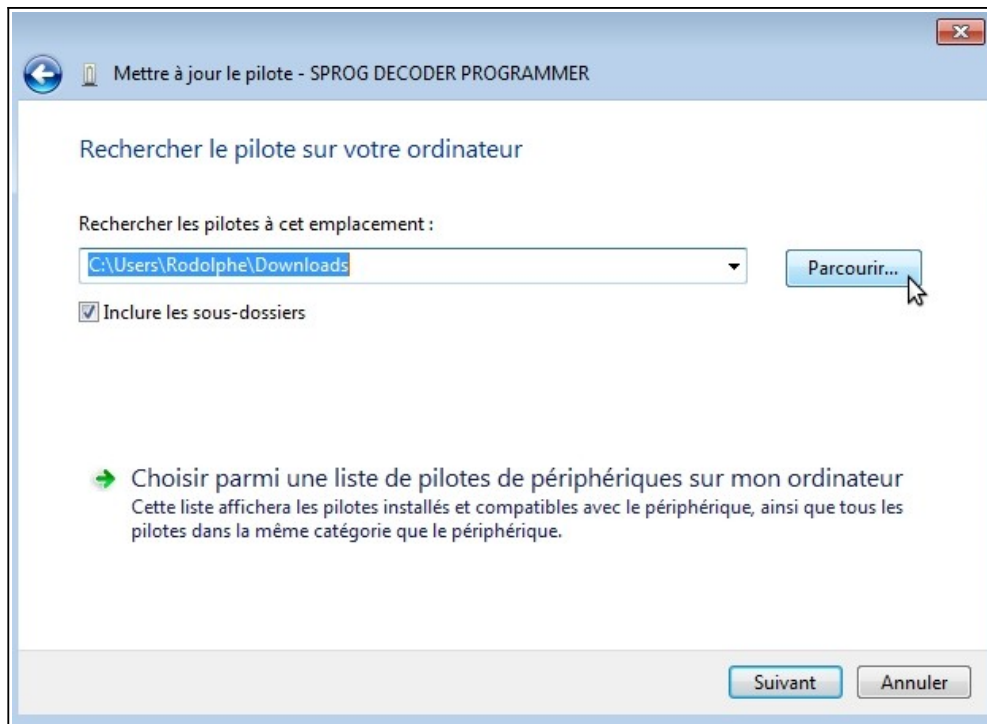 Mettre à jour le pilote - SPROG DECODER PROGRAMMER
Rechercher le pilote sur votre ordinateur
Rechercher les pilotes à cet emplacement :
C:\Users\Rodolphe\Downloads
Parcourir...
Inclure les sous-dossiers
Choisir parmi une liste de pilotes de périphériques sur mon ordinateur
Cette liste affichera les pilotes installés et compatibles avec le périphérique, ainsi que tous les
pilotes dans la même catégorie que le périphérique.
Suivant
Annuler